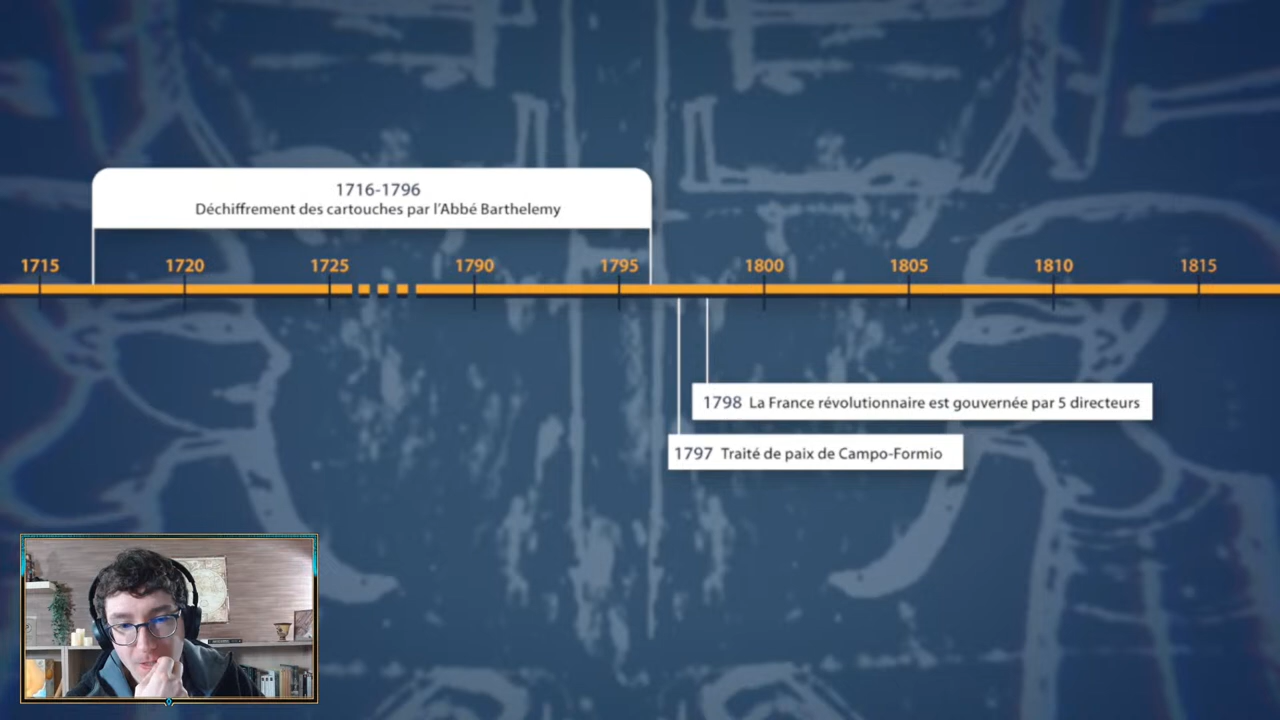 1716-1796
Déchiffrement des cartouches par l'Abbé Barthelemy
1715 1720 1725 1790 1795 1800 1805 1810 1815
1798 La France révolutionnaire est gouvernée par 5 directeurs
1797 Traité de paix de Campo-Formio